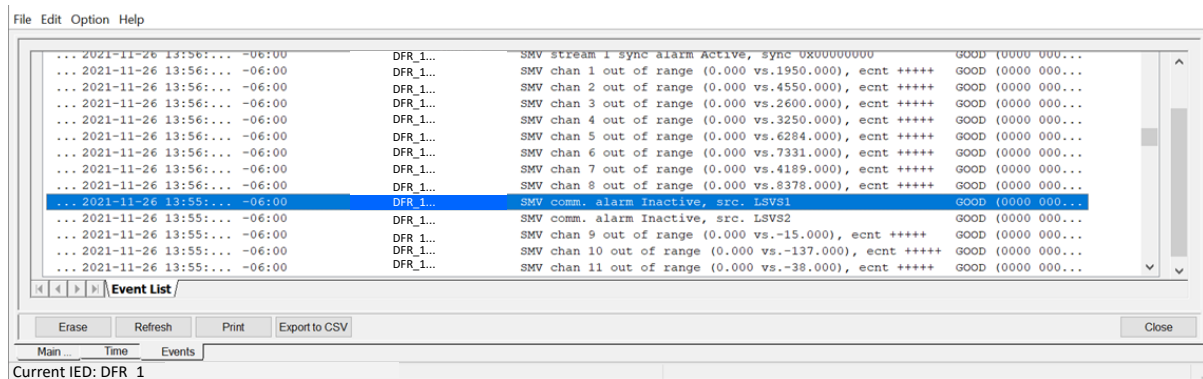 File Edit Option Help
... 2021-11-26 13:56:... -06:00 DFR_1... SMV stream 1 sync alarm Active, sync 0x00000000 GOOD (0000 000...
... 2021-11-26 13:56:... -06:00 DFR_1... SMV chan 1 out of range (0.000 vs.1950.000), ecnt +++++ GOOD (0000 000...
... 2021-11-26 13:56:... -06:00 DFR_1... SMV chan 2 out of range (0.000 vs.4550.000), ecnt +++++ GOOD (0000 000...
... 2021-11-26 13:56:... -06:00 DFR_1... SMV chan 3 out of range (0.000 vs.2600.000), ecnt +++++ GOOD (0000 000...
... 2021-11-26 13:56:... -06:00 DFR_1... SMV chan 4 out of range (0.000 vs.3250.000), ecnt +++++ GOOD (0000 000...
... 2021-11-26 13:56:... -06:00 DFR_1... SMV chan 5 out of range (0.000 vs.6284.000), ecnt +++++ GOOD (0000 000...
... 2021-11-26 13:56:... -06:00 DFR_1... SMV chan 6 out of range (0.000 vs.7331.000), ecnt +++++ GOOD (0000 000...
... 2021-11-26 13:56:... -06:00 DFR_1... SMV chan 7 out of range (0.000 vs.4189.000), ecnt +++++ GOOD (0000 000...
... 2021-11-26 13:56:... -06:00 DFR_1... SMV chan 8 out of range (0.000 vs.8378.000), ecnt +++++ GOOD (0000 000...
... 2021-11-26 13:55:... -06:00 DFR_1... SMV comm. alarm Inactive, src. LSVS1 GOOD (0000 000...
... 2021-11-26 13:55:... -06:00 DFR_1... SMV comm. alarm Inactive, src. LSVS2 GOOD (0000 000...
... 2021-11-26 13:55:... -06:00 DFR_1... SMV chan 9 out of range (0.000 vs.-15.000), ecnt +++++ GOOD (0000 000...
... 2021-11-26 13:55:... -06:00 DFR_1... SMV chan 10 out of range (0.000 vs.-137.000), ecnt +++++ GOOD (0000 000...
... 2021-11-26 13:55:... -06:00 DFR_1... SMV chan 11 out of range (0.000 vs.-38.000), ecnt +++++ GOOD (0000 000...
Event List
Erase Refresh Print Export to CSV Close
Main ... Time Events
Current IED: DFR_1